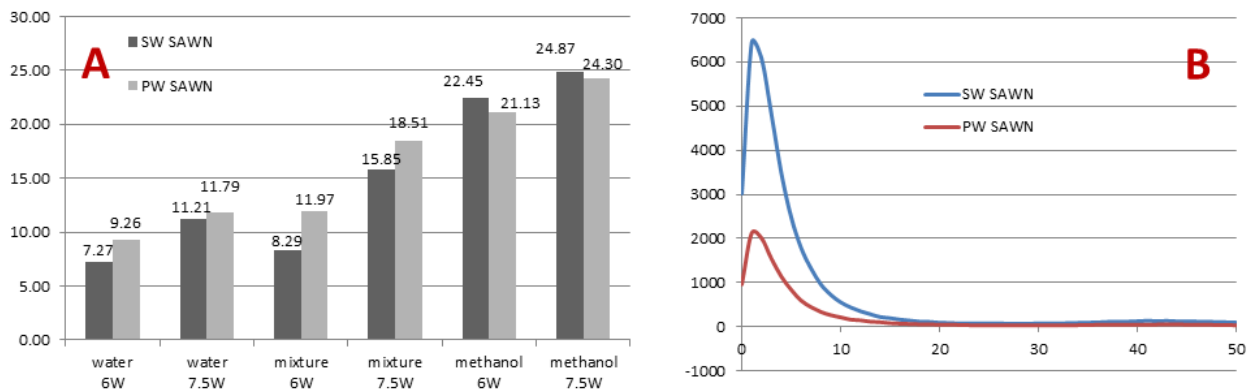 30.00
25.00
20.00
15.00
10.00
5.00
0.00
A
SW SAWN
PW SAWN
7.27
9.26
11.21
11.79
8.29
11.97
15.85
18.51
22.45
21.13
24.87
24.30
water
6W
water
7.5W
mixture
6W
mixture
7.5W
methanol
6W
methanol
7.5W
7000
6000
5000
4000
3000
2000
1000
0
-1000
B
SW SAWN
PW SAWN
0
10
20
30
40
50